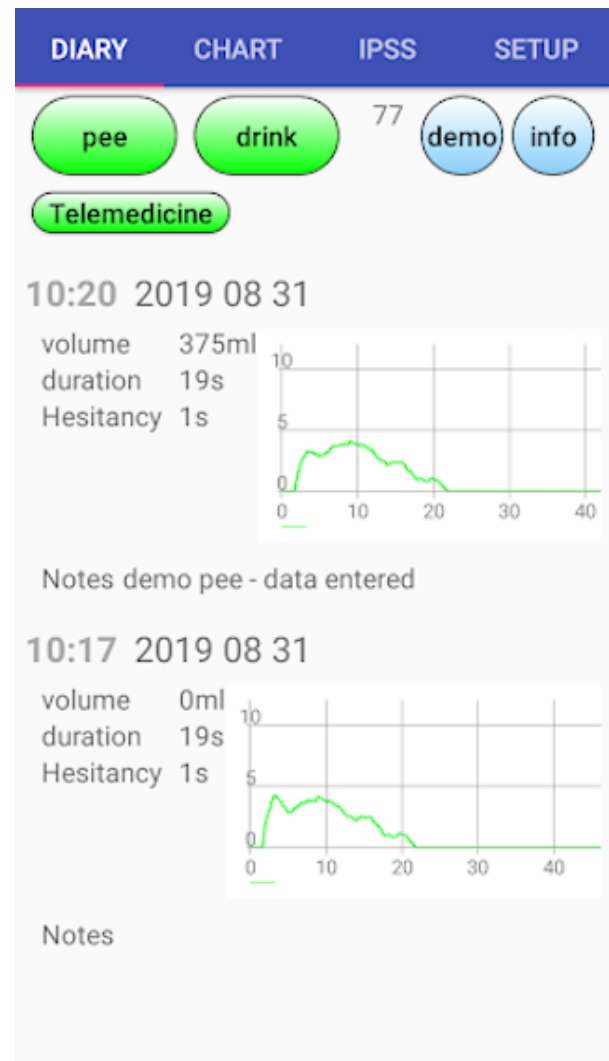 DIARY CHART IPSS SETUP
pee drink 77 demo info
Telemedicine
10:20 2019 08 31
volume 375ml
duration 19s
Hesitancy 1s
10
5
0
0 10 20 30 40
Notes demo pee - data entered
10:17 2019 08 31
volume 0ml
duration 19s
Hesitancy 1s
10
5
0
0 10 20 30 40
Notes